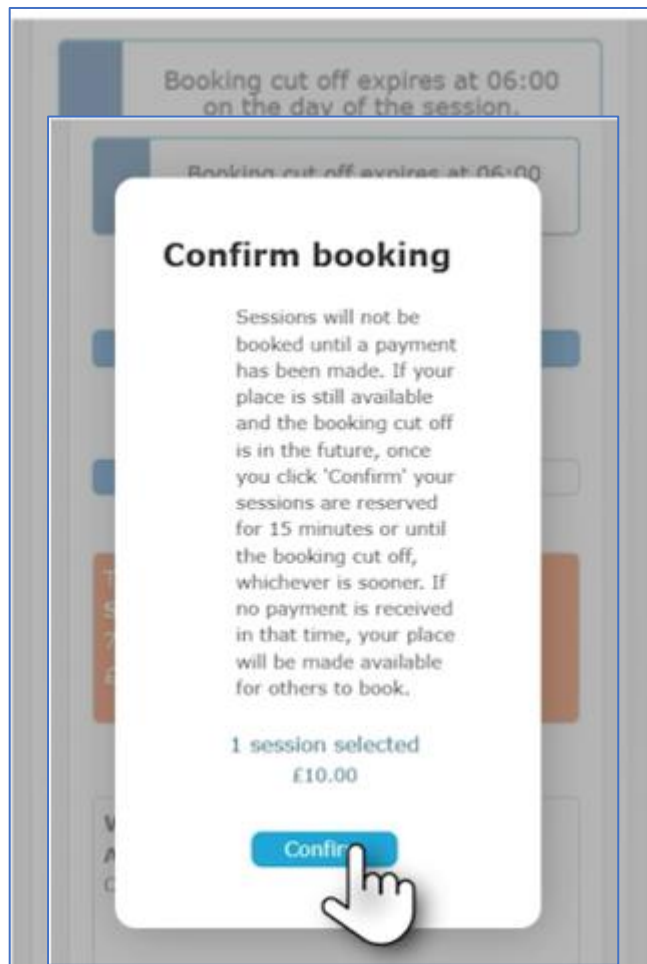 Booking cut off expires at 06:00
on the day of the session.
Booking cut off expires at 06:00
Confirm booking
Sessions will not be
booked until a payment
has been made. If your
place is still available
and the booking cut off
is in the future, once
you click 'Confirm' your
sessions are reserved
for 15 minutes or until
the booking cut off,
whichever is sooner. If
no payment is received
in that time, your place
will be made available
for others to book.
1 session selected
£10.00
Confirm